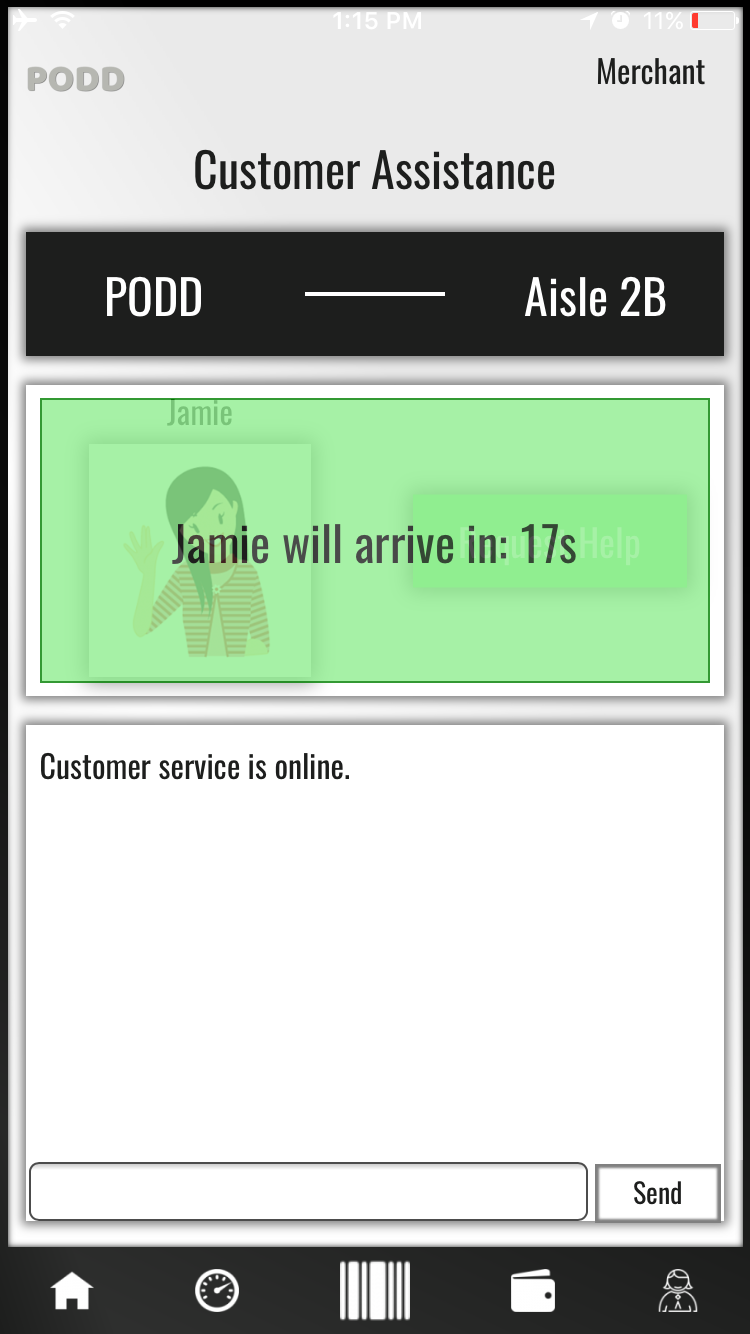 1:15 PM
11%
PODD
Merchant
Customer Assistance
PODD
Aisle 2B
Jamie
Jamie will arrive in: 17s
Request Help
Customer service is online.
Send